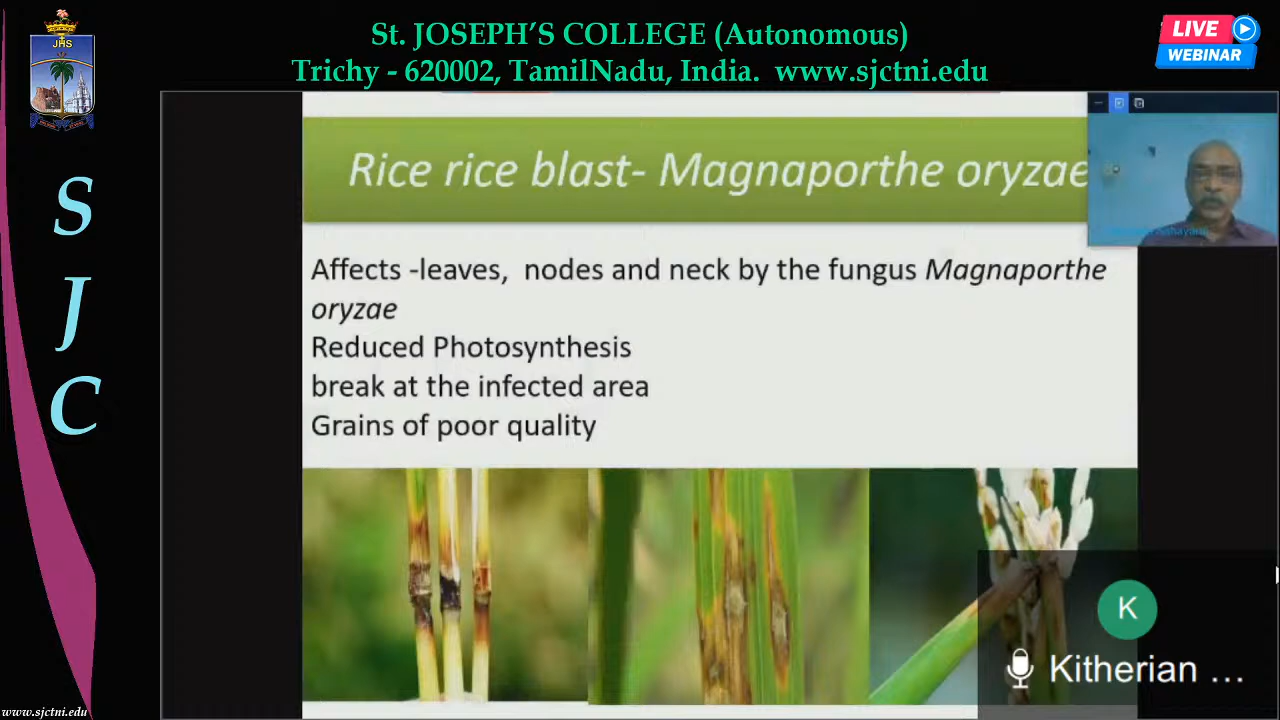 St. JOSEPH'S COLLEGE (Autonomous)
Trichy - 620002, TamilNadu, India. www.sjctni.edu
LIVE
WEBINAR
JHS
S
J
C
Rice rice blast- Magnaporthe oryzae
Affects -leaves, nodes and neck by the fungus Magnaporthe
oryzae
Reduced Photosynthesis
break at the infected area
Grains of poor quality
K
Kitherian ...
www.sjctni.edu